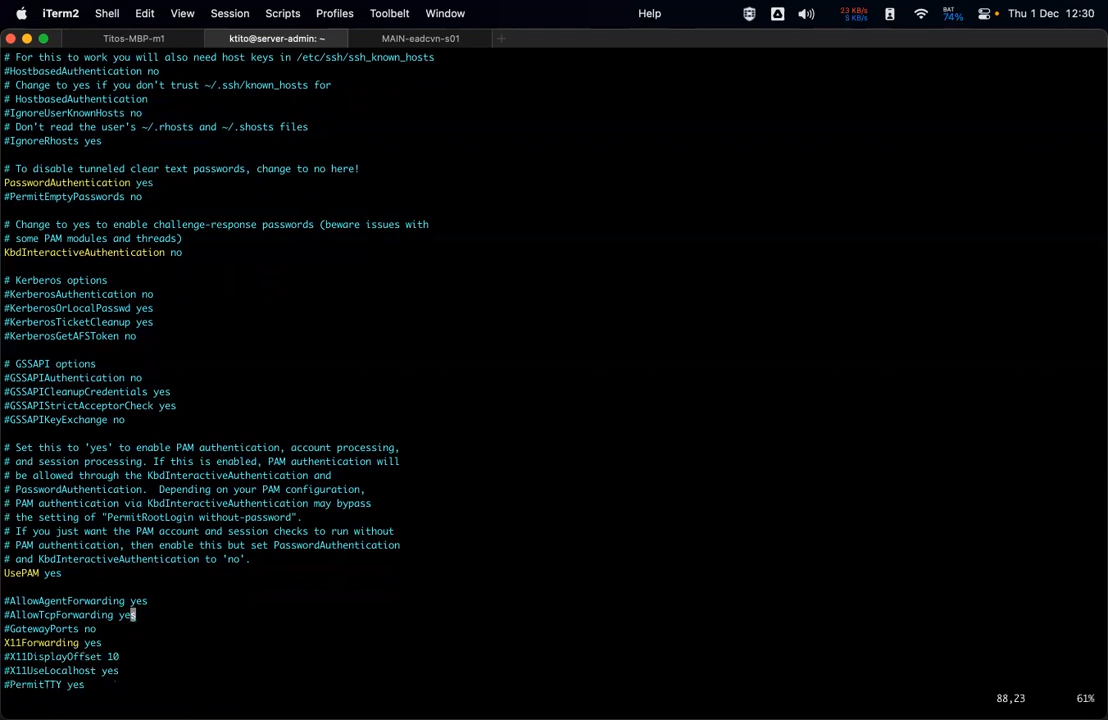 iTerm2 Shell Edit View Session Scripts Profiles Toolbelt Window Help 23 KB/s 5 KB/s BAT 74% Thu 1 Dec 12:30
Titos-MBP-m1 ktito@server-admin: ~ MAIN-eadcvn-s01
# For this to work you will also need host keys in /etc/ssh/ssh_known_hosts
#HostbasedAuthentication no
# Change to yes if you don't trust ~/.ssh/known_hosts for
# HostbasedAuthentication
#IgnoreUserKnownHosts no
# Don't read the user's ~/.rhosts and ~/.shosts files
#IgnoreRhosts yes
# To disable tunneled clear text passwords, change to no here!
PasswordAuthentication yes
#PermitEmptyPasswords no
# Change to yes to enable challenge-response passwords (beware issues with
# some PAM modules and threads)
KbdInteractiveAuthentication no
# Kerberos options
#KerberosAuthentication no
#KerberosOrLocalPasswd yes
#KerberosTicketCleanup yes
#KerberosGetAFSToken no
# GSSAPI options
#GSSAPIAuthentication no
#GSSAPICleanupCredentials yes
#GSSAPIStrictAcceptorCheck yes
#GSSAPIKeyExchange no
# Set this to 'yes' to enable PAM authentication, account processing,
# and session processing. If this is enabled, PAM authentication will
# be allowed through the KbdInteractiveAuthentication and
# PasswordAuthentication.  Depending on your PAM configuration,
# PAM authentication via KbdInteractiveAuthentication may bypass
# the setting of "PermitRootLogin without-password".
# If you just want the PAM account and session checks to run without
# PAM authentication, then enable this but set PasswordAuthentication
# and KbdInteractiveAuthentication to 'no'.
UsePAM yes
#AllowAgentForwarding yes
#AllowTcpForwarding yes
#GatewayPorts no
X11Forwarding yes
#X11DisplayOffset 10
#X11UseLocalhost yes
#PermitTTY yes
88,23 61%